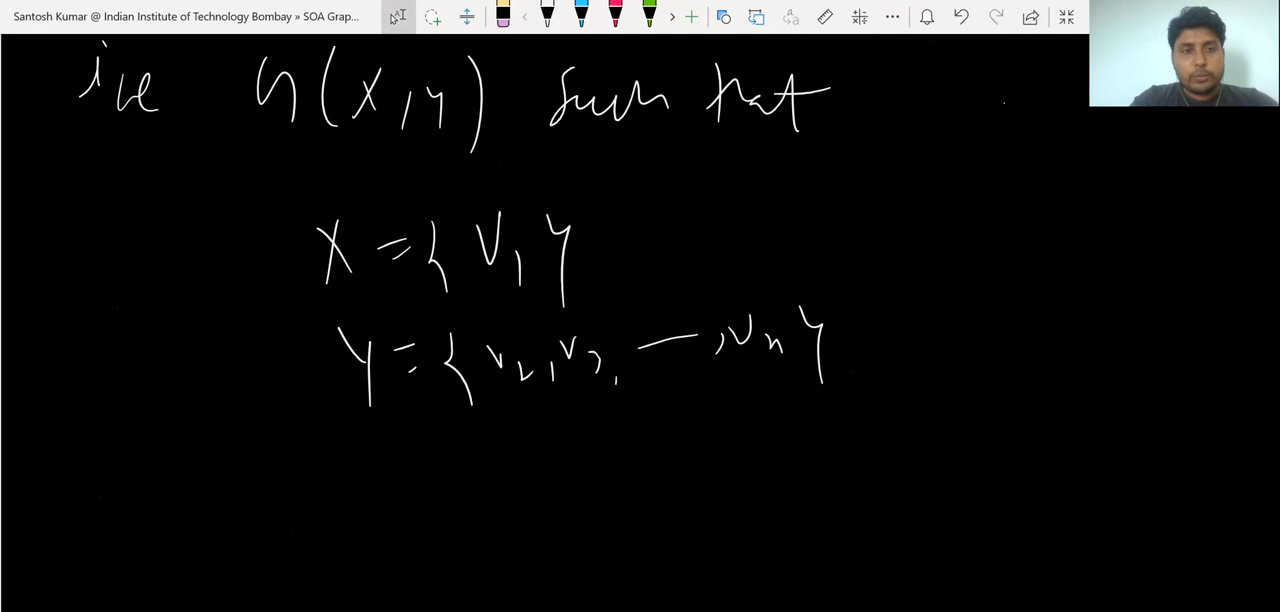 Santosh Kumar @ Indian Institute of Technology Bombay » SOA Grap...
i.e G(X,Y) such that
X = { V1 }
Y = { V2, V3, — , Vn }